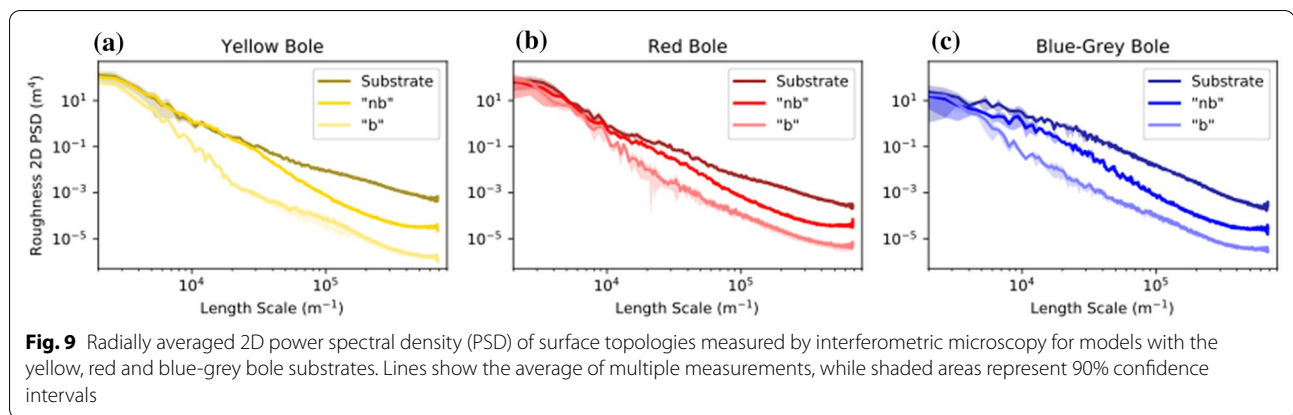 (a)
Yellow Bole
Roughness 2D PSD (m⁴)
10¹
10⁻¹
10⁻³
10⁻⁵
Substrate
"nb"
"b"
10⁴
10⁵
Length Scale (m⁻¹)
(b)
Red Bole
10¹
10⁻¹
10⁻³
10⁻⁵
Substrate
"nb"
"b"
10⁴
10⁵
Length Scale (m⁻¹)
(c)
Blue-Grey Bole
10¹
10⁻¹
10⁻³
10⁻⁵
Substrate
"nb"
"b"
10⁴
10⁵
Length Scale (m⁻¹)
Fig. 9 Radially averaged 2D power spectral density (PSD) of surface topologies measured by interferometric microscopy for models with the
yellow, red and blue-grey bole substrates. Lines show the average of multiple measurements, while shaded areas represent 90% confidence
intervals